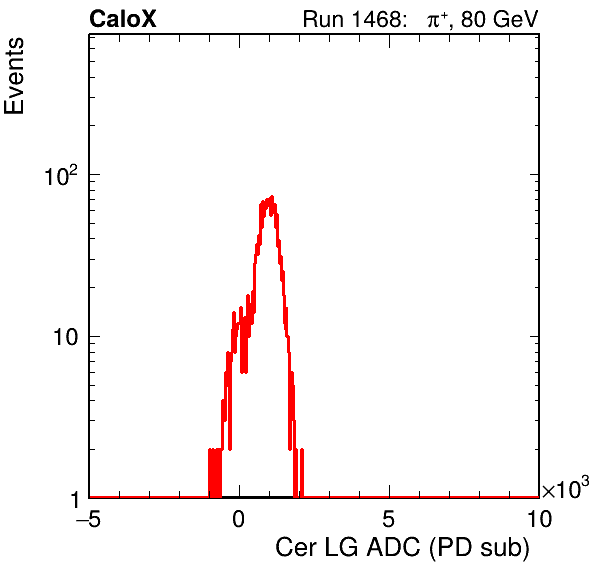 CaloX Run 1468: π⁺, 80 GeV
Events
10²
10
1
−5 0 5 10
×10³
Cer LG ADC (PD sub)